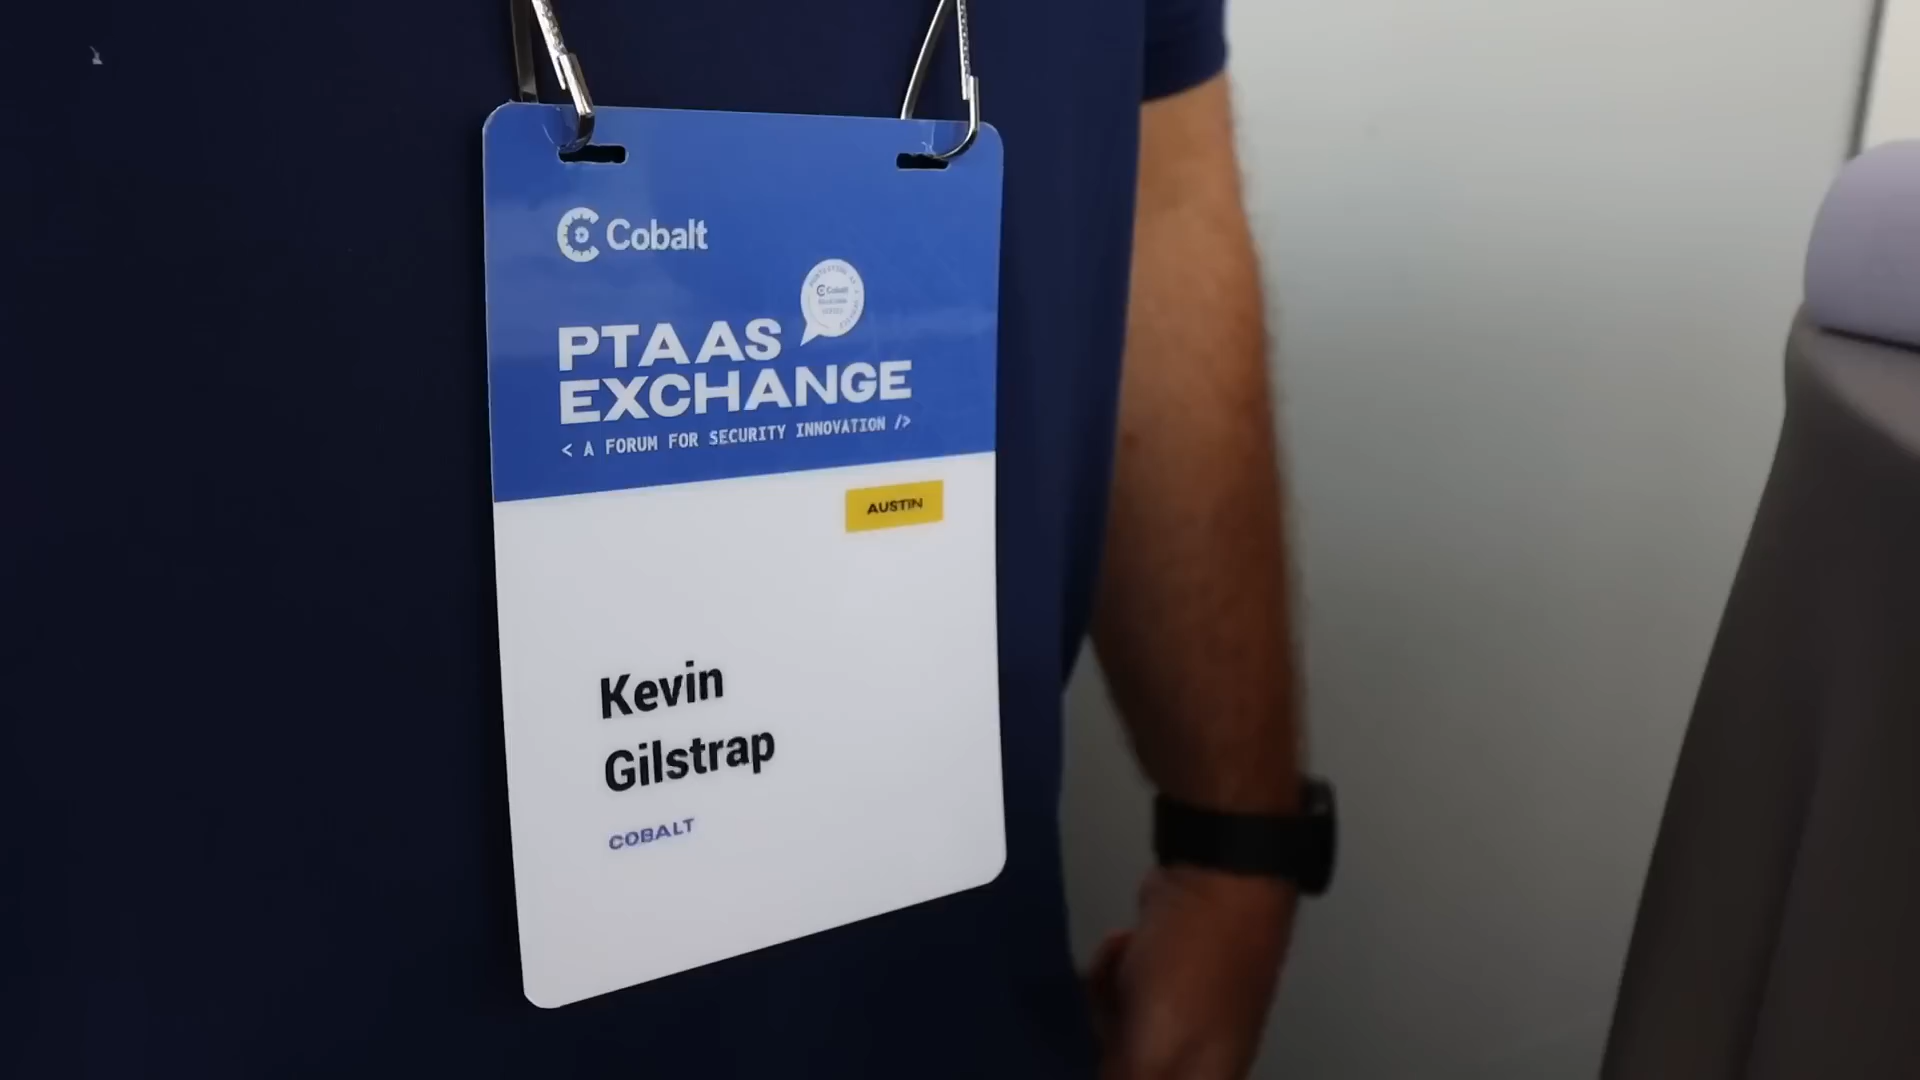 Cobalt
PTAAS
EXCHANGE
< A FORUM FOR SECURITY INNOVATION />
AUSTIN
Kevin
Gilstrap
COBALT